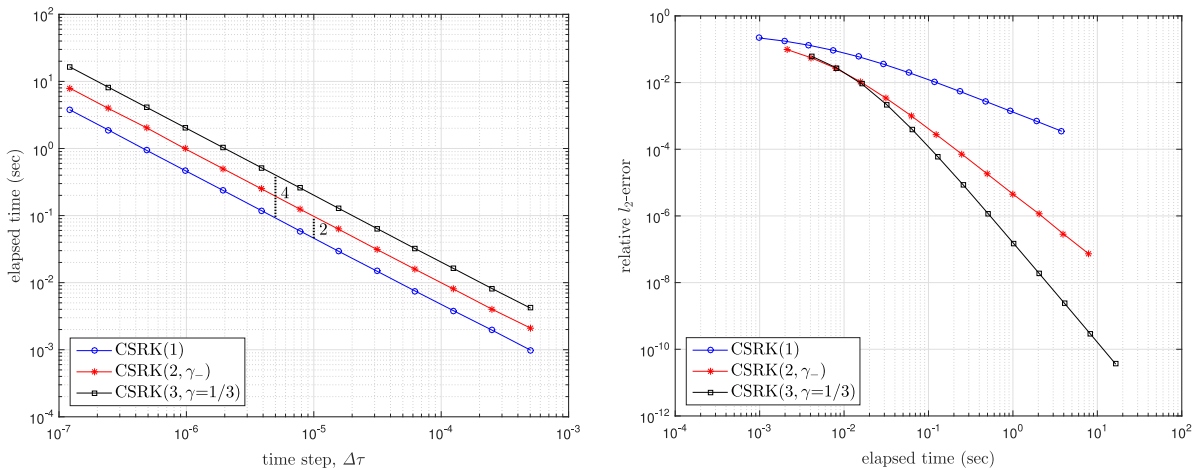 10^2
10^1
10^0
10^-1
10^-2
10^-3
10^-4
elapsed time (sec)
4
2
CSRK(1)
CSRK(2, γ_-)
CSRK(3, γ=1/3)
10^-7
10^-6
10^-5
10^-4
10^-3
time step, Δτ
10^0
10^-2
10^-4
10^-6
10^-8
10^-10
10^-12
relative l_2-error
CSRK(1)
CSRK(2, γ_-)
CSRK(3, γ=1/3)
10^-4
10^-3
10^-2
10^-1
10^0
10^1
10^2
elapsed time (sec)